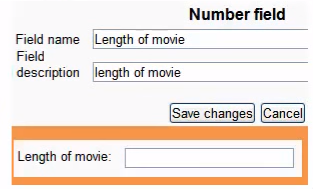 Number field
Field name Length of movie
Field
description length of movie
Save changes Cancel
Length of movie: